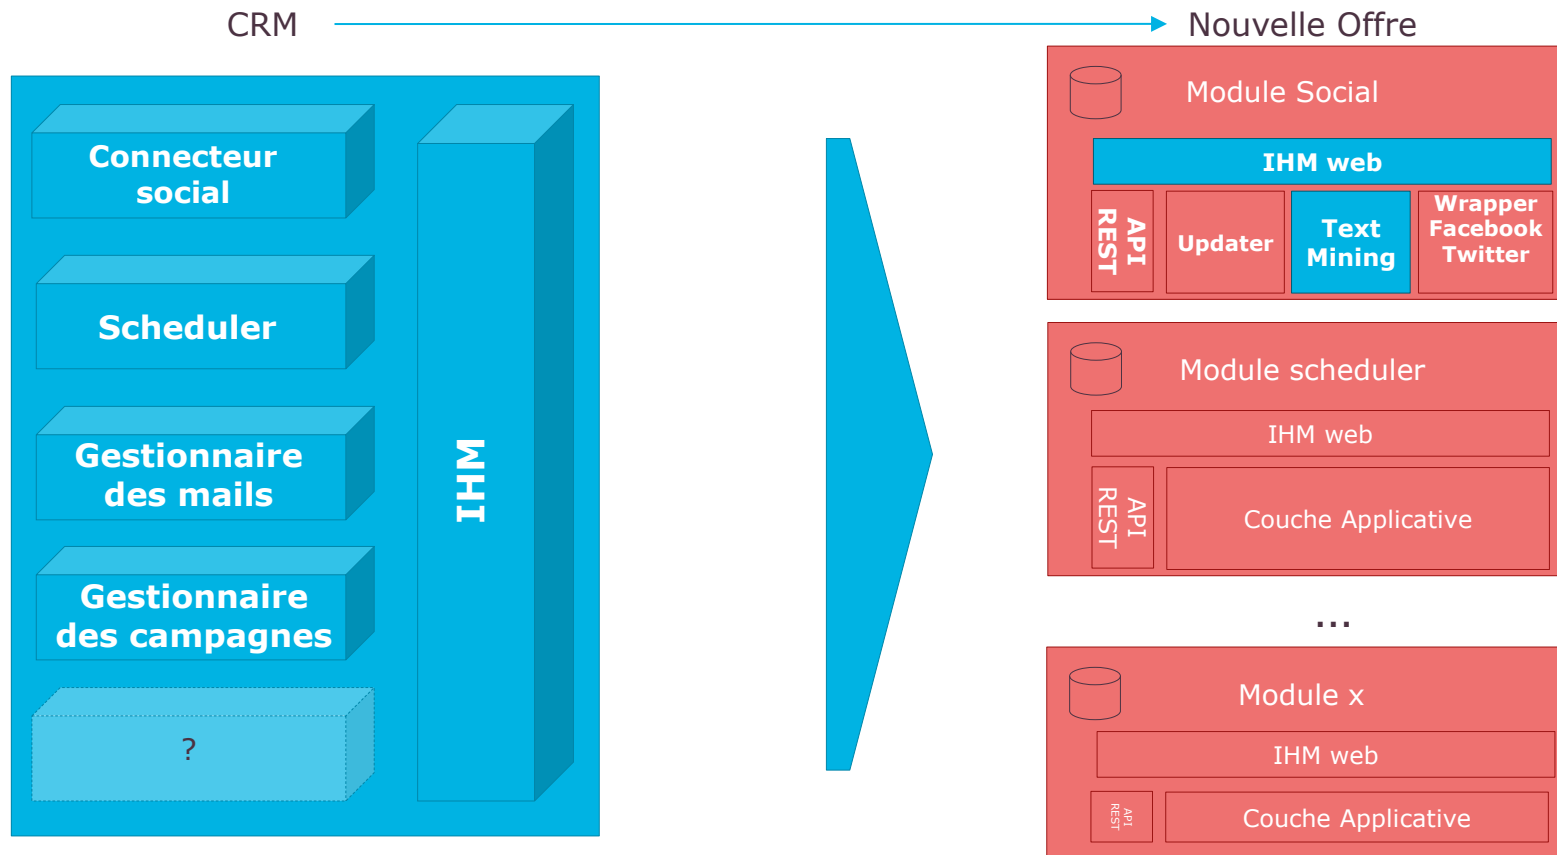 CRM
Nouvelle Offre
Connecteur
social
Scheduler
Gestionnaire
des mails
Gestionnaire
des campagnes
?
IHM
Module Social
IHM web
API
REST
Updater
Text
Mining
Wrapper
Facebook
Twitter
Module scheduler
IHM web
API
REST
Couche Applicative
...
Module x
IHM web
API
REST
Couche Applicative